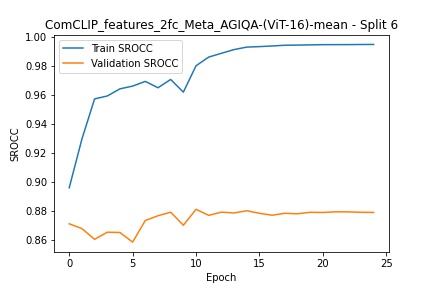 ComCLIP_features_2fc_Meta_AGIQA-(ViT-16)-mean - Split 6
1.00
0.98
0.96
0.94
0.92
0.90
0.88
0.86
SROCC
Train SROCC
Validation SROCC
0
5
10
15
20
25
Epoch